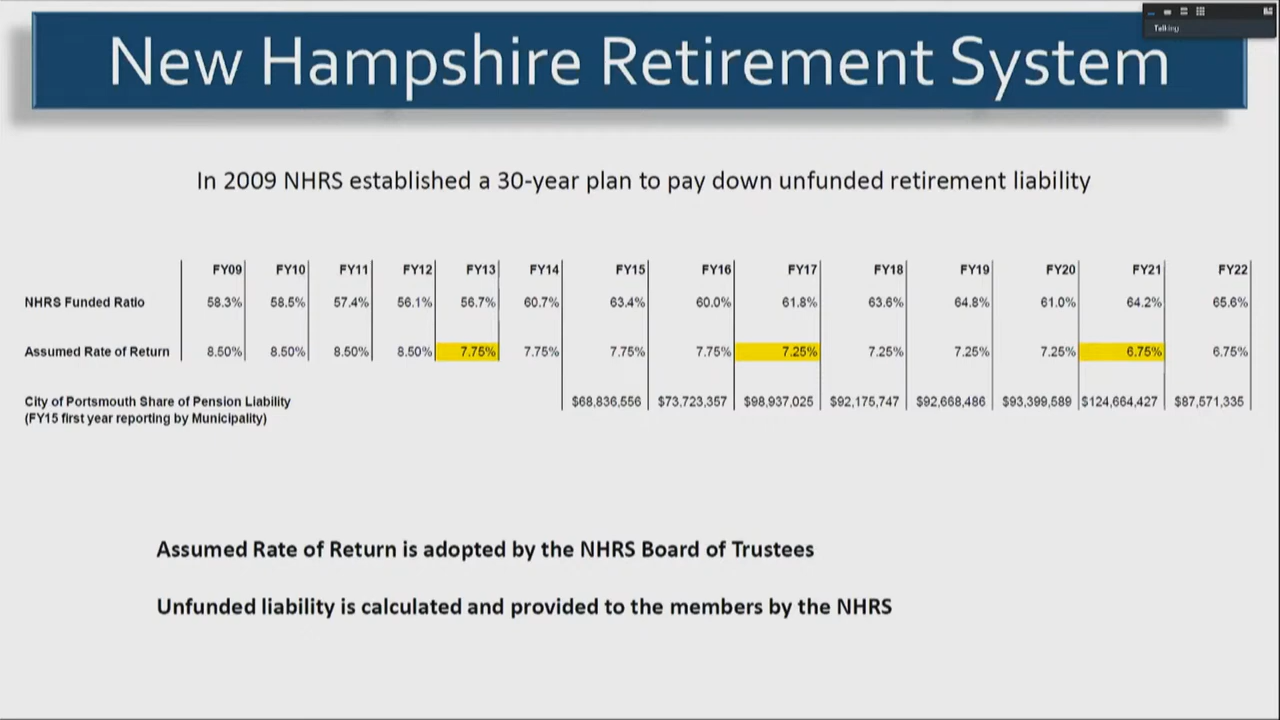 Talking
New Hampshire Retirement System
In 2009 NHRS established a 30-year plan to pay down unfunded retirement liability
FY09 FY10 FY11 FY12 FY13 FY14 FY15 FY16 FY17 FY18 FY19 FY20 FY21 FY22
NHRS Funded Ratio 58.3% 58.5% 57.4% 56.1% 56.7% 60.7% 63.4% 60.0% 61.8% 63.6% 64.8% 61.0% 64.2% 65.6%
Assumed Rate of Return 8.50% 8.50% 8.50% 8.50% 7.75% 7.75% 7.75% 7.75% 7.25% 7.25% 7.25% 7.25% 6.75% 6.75%
City of Portsmouth Share of Pension Liability $68,836,556 $73,723,357 $98,937,025 $92,175,747 $92,668,486 $93,399,589 $124,664,427 $87,571,335
(FY15 first year reporting by Municipality)
Assumed Rate of Return is adopted by the NHRS Board of Trustees
Unfunded liability is calculated and provided to the members by the NHRS